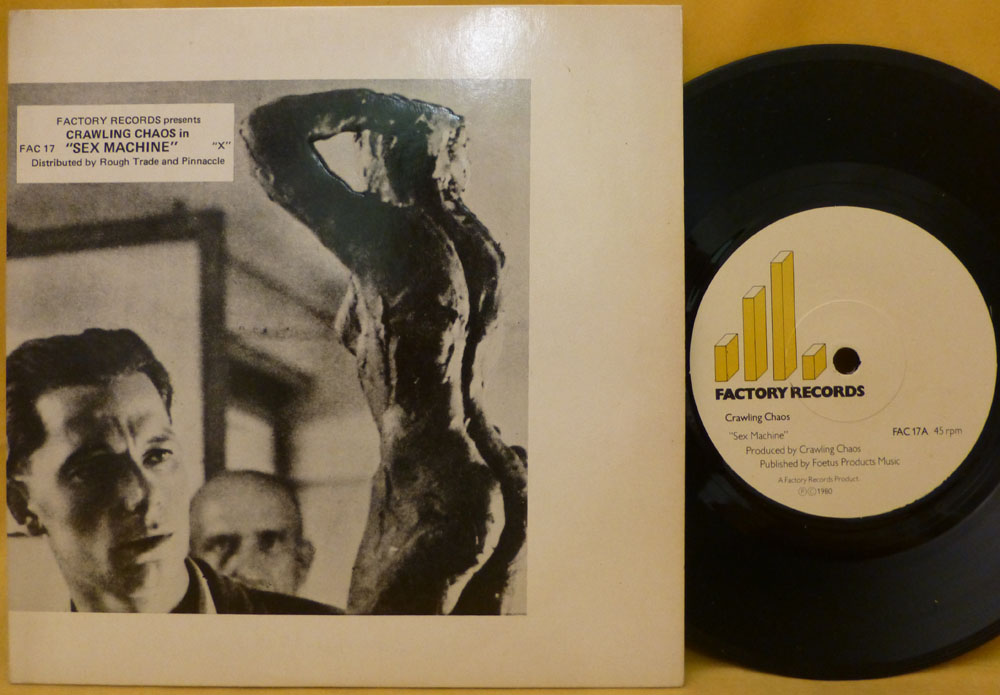 FACTORY RECORDS presents
CRAWLING CHAOS in
FAC 17 "SEX MACHINE" "X"
Distributed by Rough Trade and Pinnaccle
FACTORY RECORDS
Crawling Chaos
"Sex Machine" FAC 17A 45 rpm
Produced by Crawling Chaos
Published by Foetus Products Music
A Factory Records Product.
Ⓟ©1980